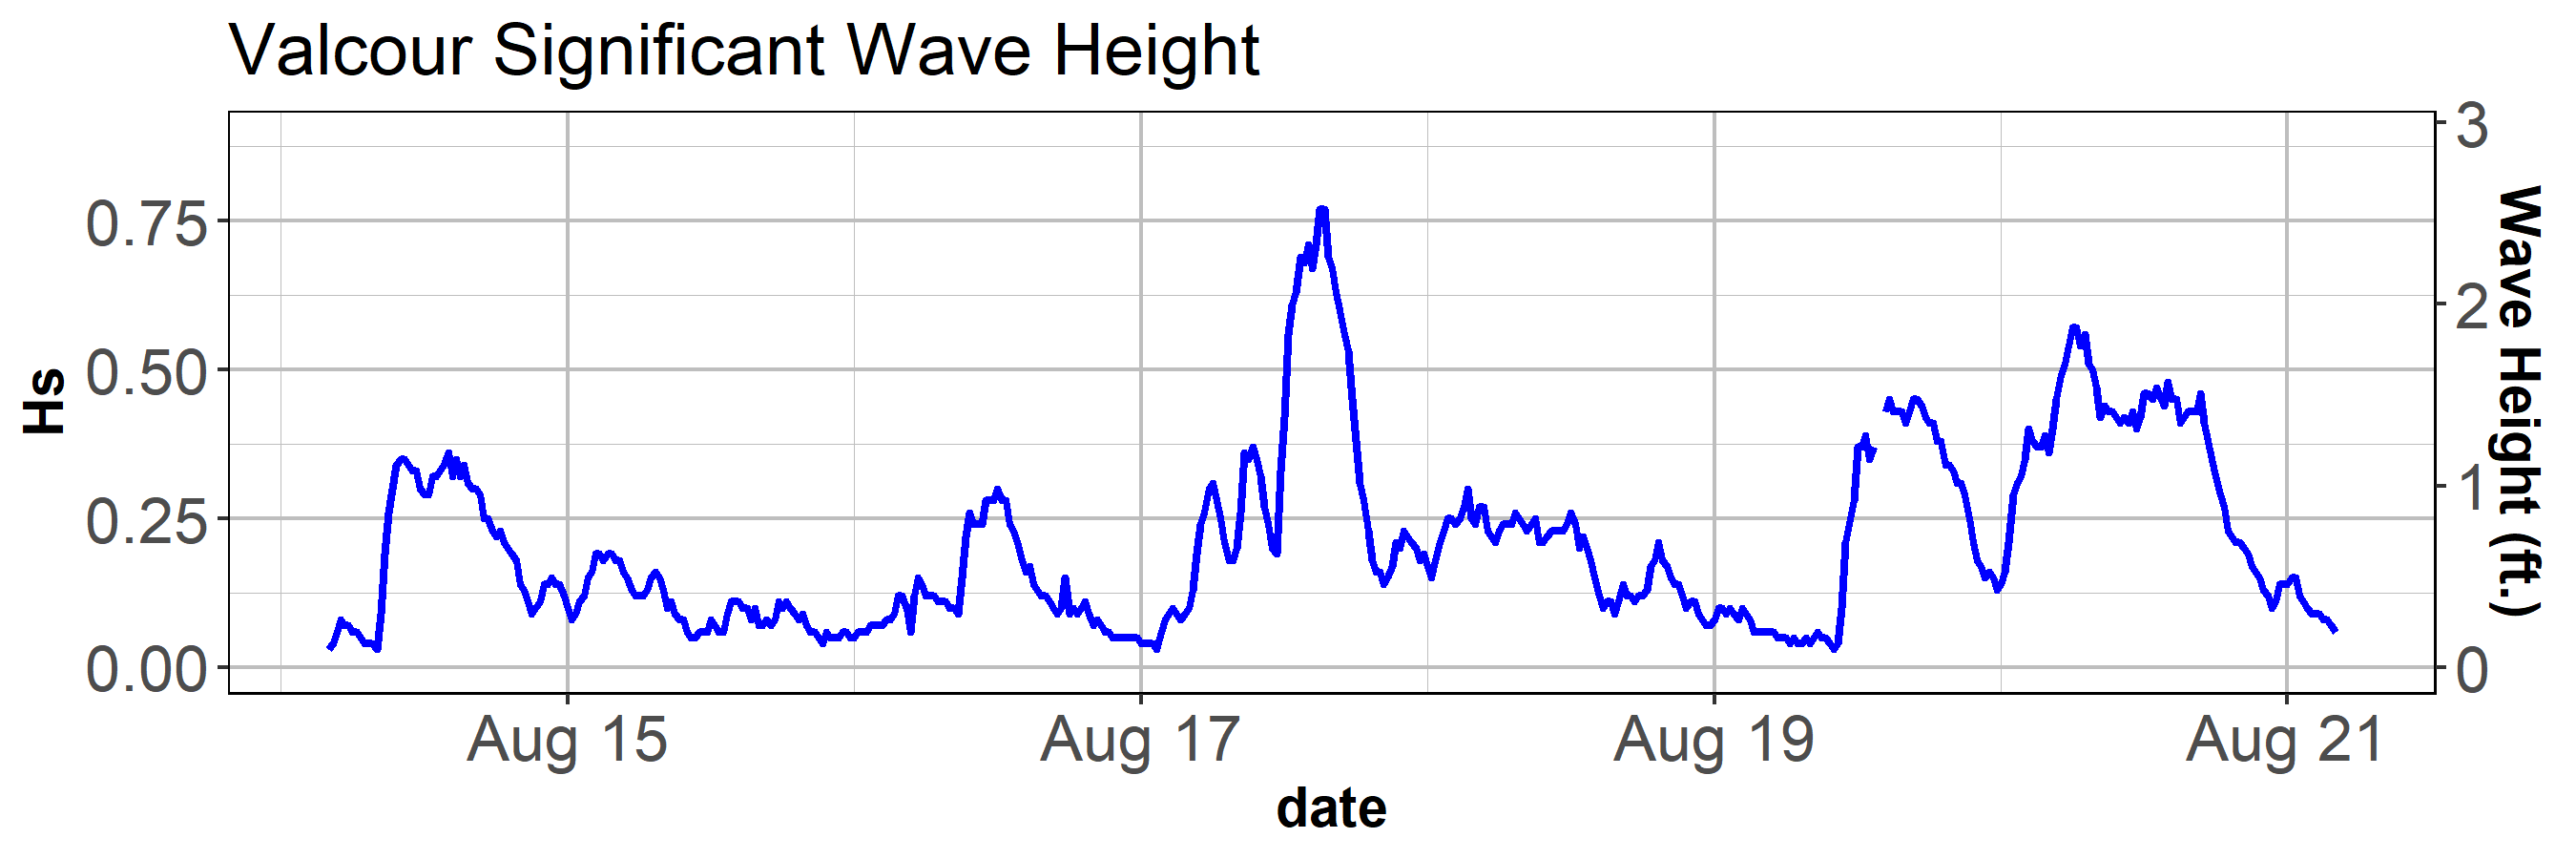 Valcour Significant Wave Height
Hs
0.75
0.50
0.25
0.00
3
2
1
0
Wave Height (ft.)
Aug 15
Aug 17
Aug 19
Aug 21
date